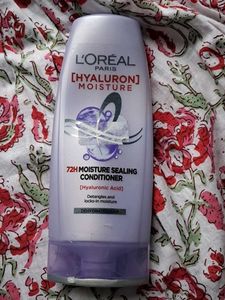 L'ORÉAL
PARIS
[HYALURON]
MOISTURE
72H MOISTURE SEALING
CONDITIONER
[Hyaluronic Acid]
Detangles and
locks-in moisture